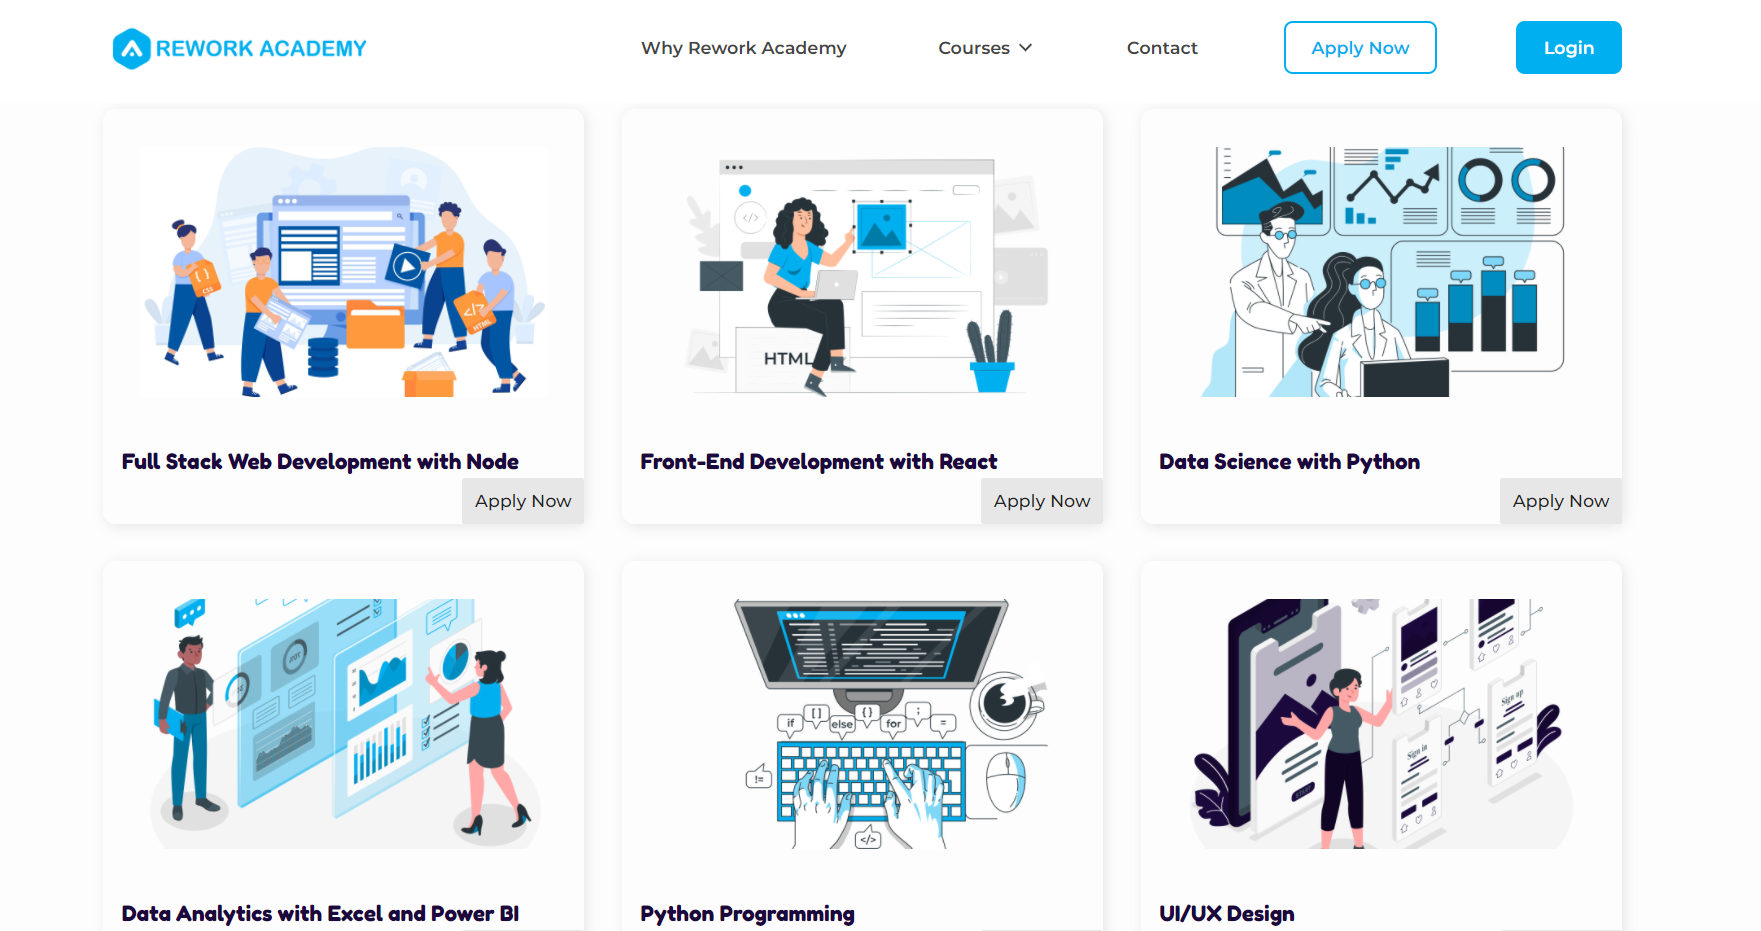 REWORK ACADEMY
Why Rework Academy
Courses
Contact
Apply Now
Login
{ }
CSS
</>
HTML
</>
HTML
Full Stack Web Development with Node
Apply Now
Front-End Development with React
Apply Now
Data Science with Python
Apply Now
if
[ ]
else
{ }
for
;
=
!=
</>
Sign up
Sign in
Data Analytics with Excel and Power BI
Python Programming
UI/UX Design